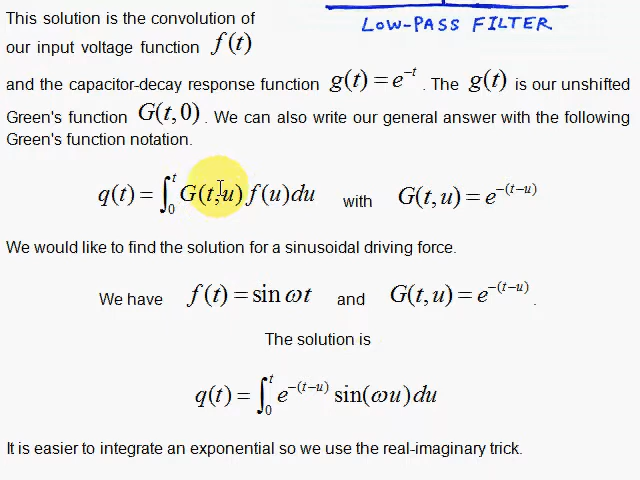 This solution is the convolution of
LOW-PASS FILTER
our input voltage function f(t)
and the capacitor-decay response function g(t) = e^{-t} . The g(t) is our unshifted
Green's function G(t,0) . We can also write our general answer with the following
Green's function notation.
q(t) = ∫_0^t G(t,u) f(u)du with G(t,u) = e^{-(t-u)}
We would like to find the solution for a sinusoidal driving force.
We have f(t) = sin ωt and G(t,u) = e^{-(t-u)} .
The solution is
q(t) = ∫_0^t e^{-(t-u)} sin(ωu)du
It is easier to integrate an exponential so we use the real-imaginary trick.